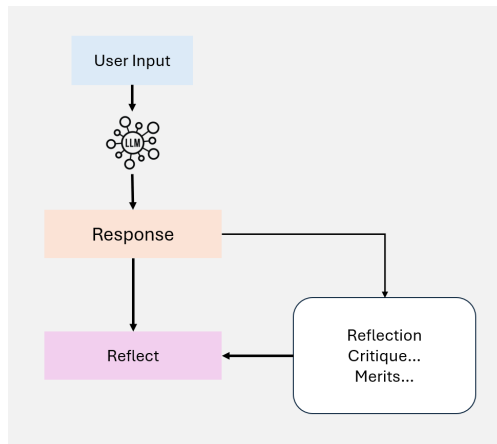 User Input
LLM
Response
Reflect
Reflection
Critique...
Merits...